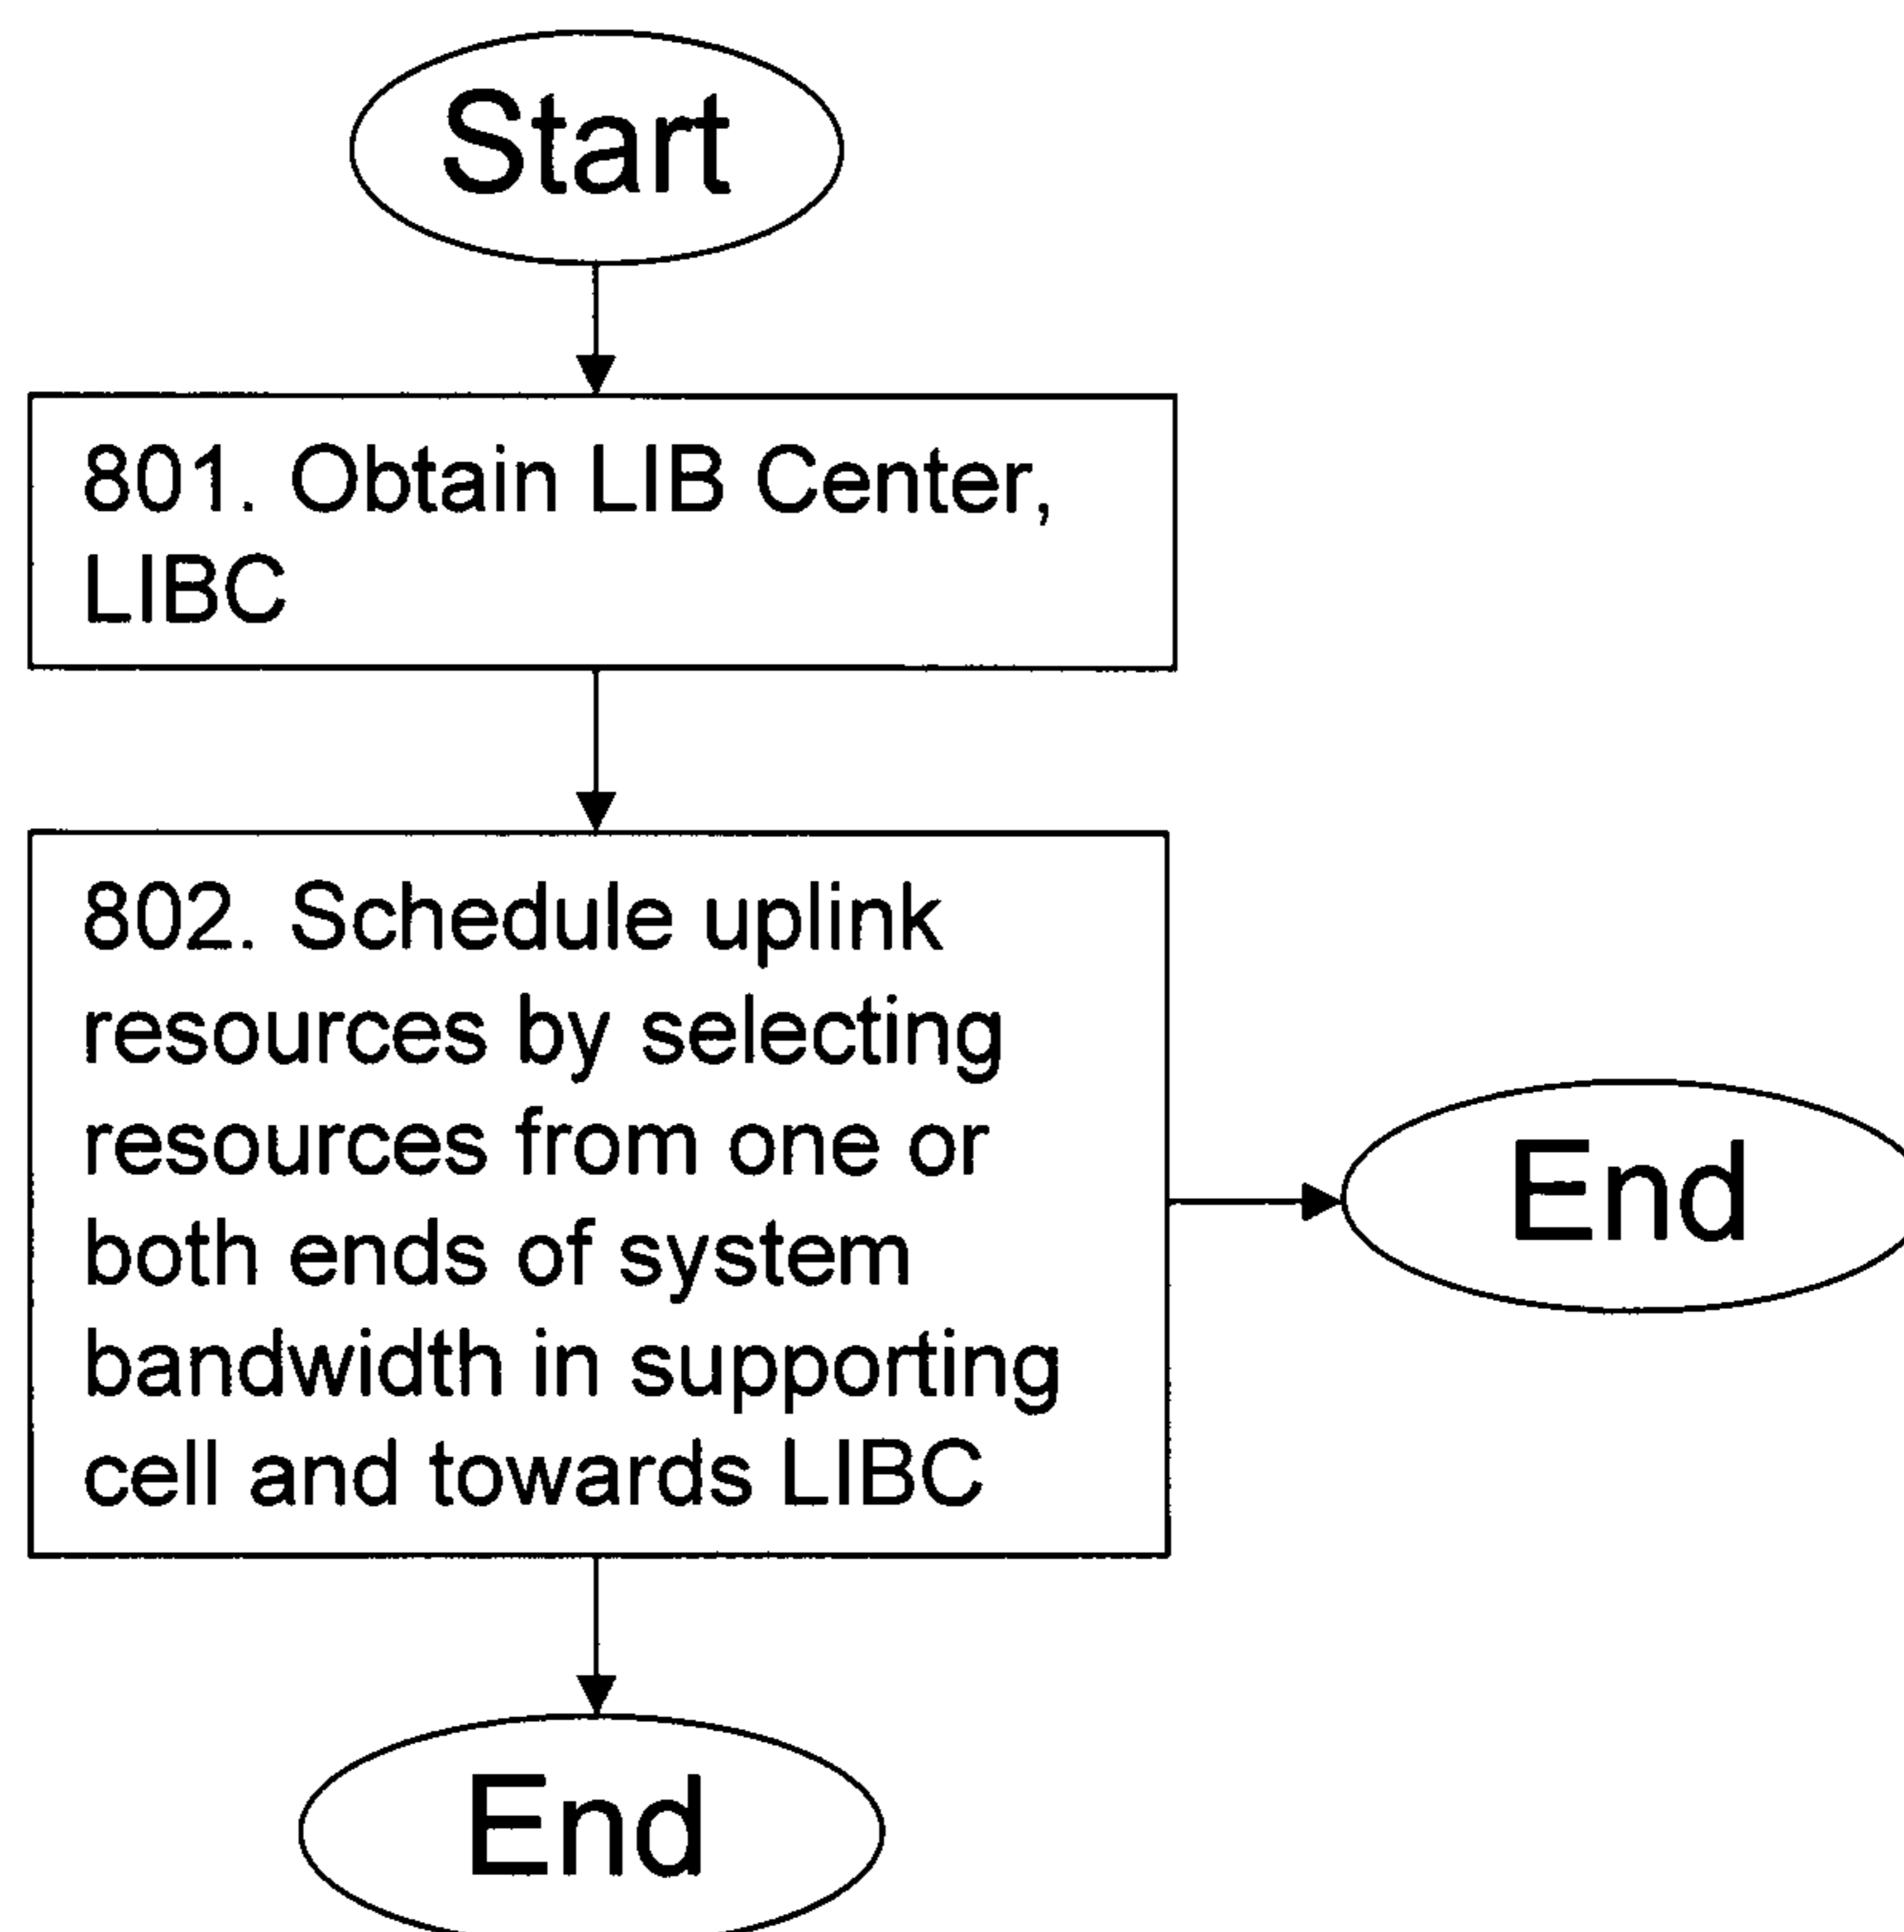 Start
801. Obtain LIB Center,
LIBC
802. Schedule uplink
resources by selecting
resources from one or
both ends of system
bandwidth in supporting
cell and towards LIBC
End
End